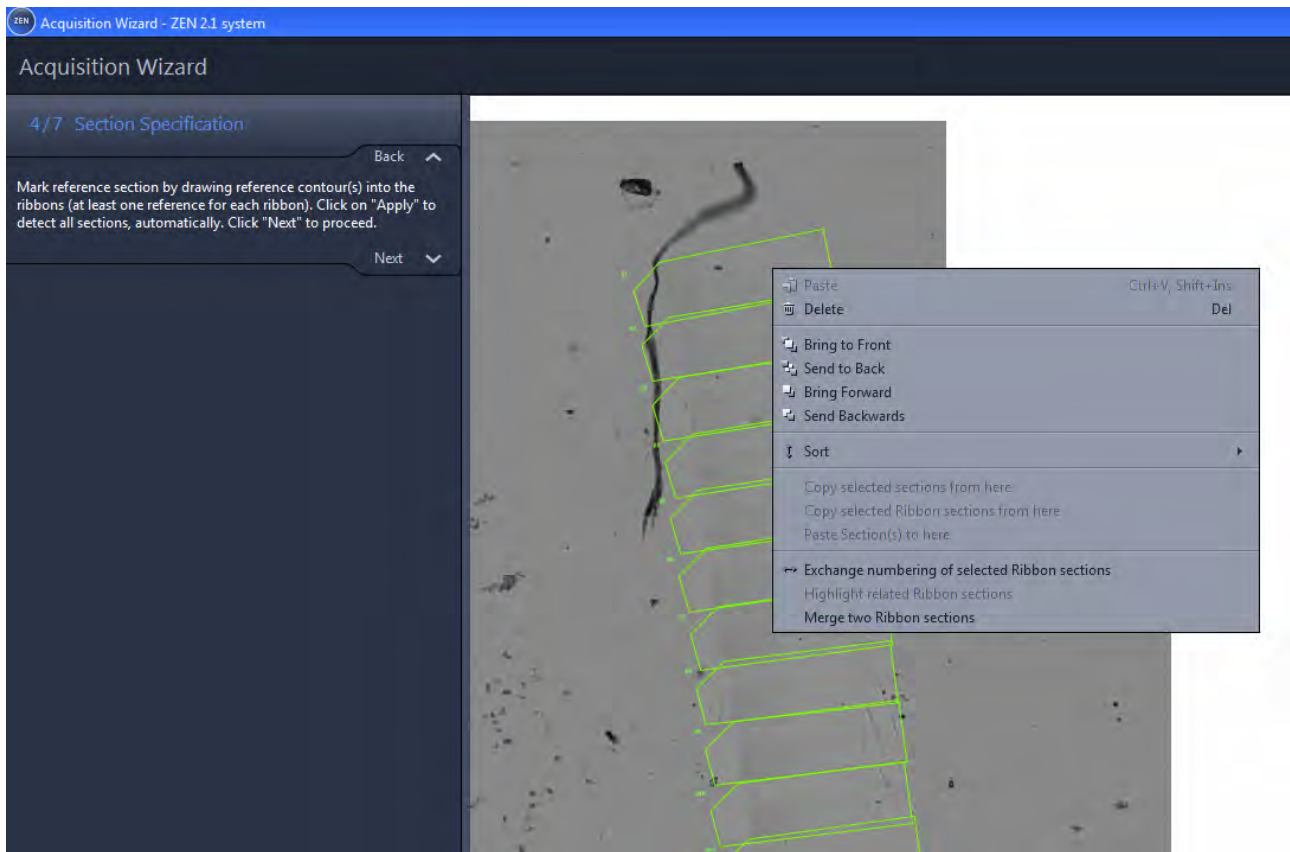 ZEN Acquisition Wizard - ZEN 2.1 system
Acquisition Wizard
4/7 Section Specification
Back
Mark reference section by drawing reference contour(s) into the
ribbons (at least one reference for each ribbon). Click on "Apply" to
detect all sections, automatically. Click "Next" to proceed.
Next
Paste Ctrl+V, Shift+Ins
Delete Del
Bring to Front
Send to Back
Bring Forward
Send Backwards
Sort
Copy selected sections from here
Copy selected Ribbon sections from here
Paste Section(s) to here
Exchange numbering of selected Ribbon sections
Highlight related Ribbon sections
Merge two Ribbon sections